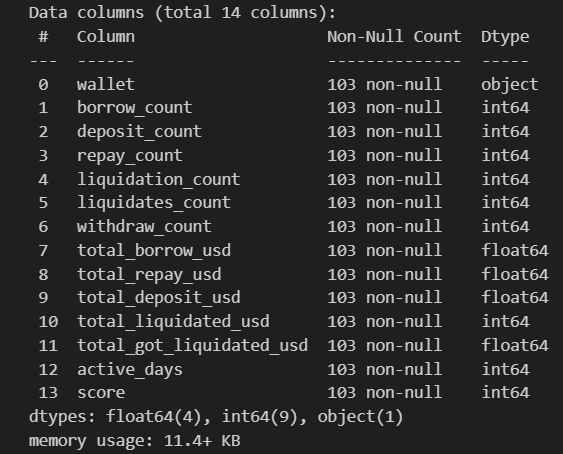 Data columns (total 14 columns):
 #   Column                  Non-Null Count  Dtype
---  ------                  --------------  -----
 0   wallet                  103 non-null    object
 1   borrow_count            103 non-null    int64
 2   deposit_count           103 non-null    int64
 3   repay_count             103 non-null    int64
 4   liquidation_count       103 non-null    int64
 5   liquidates_count        103 non-null    int64
 6   withdraw_count          103 non-null    int64
 7   total_borrow_usd        103 non-null    float64
 8   total_repay_usd         103 non-null    float64
 9   total_deposit_usd       103 non-null    float64
 10  total_liquidated_usd    103 non-null    int64
 11  total_got_liquidated_usd  103 non-null    float64
 12  active_days             103 non-null    int64
 13  score                   103 non-null    int64
dtypes: float64(4), int64(9), object(1)
memory usage: 11.4+ KB